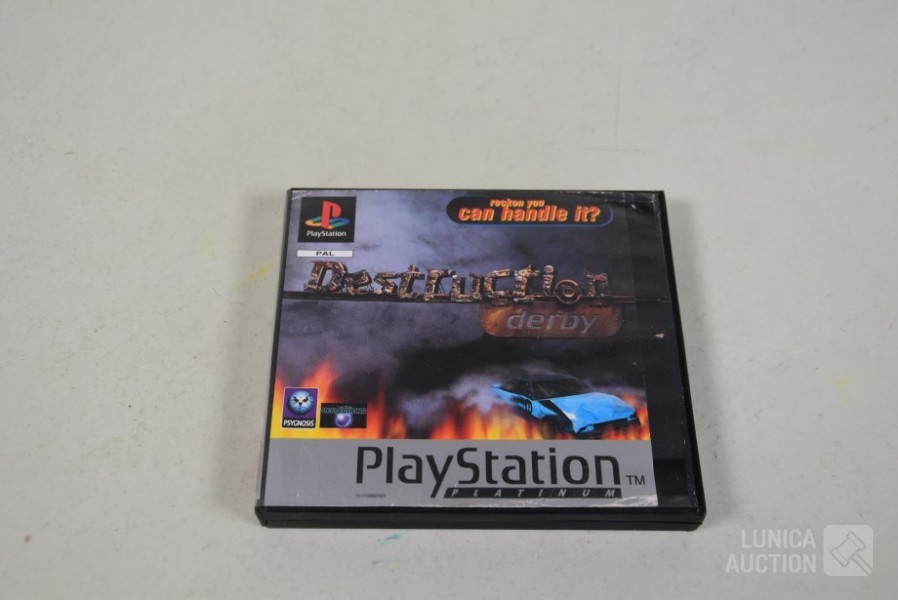 reckon you
can handle it?
PlayStation
PAL
Destruction
derby
PSYGNOSIS
PlayStation TM
PLATINUM
LUNICA
AUCTION